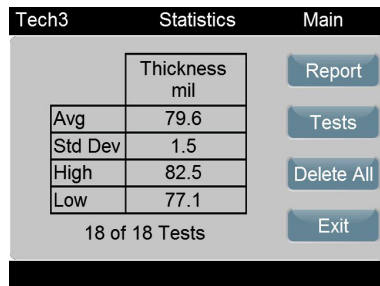 Tech3 Statistics Main
Thickness
mil
Report
Avg 79.6
Tests
Std Dev 1.5
High 82.5
Delete All
Low 77.1
18 of 18 Tests
Exit